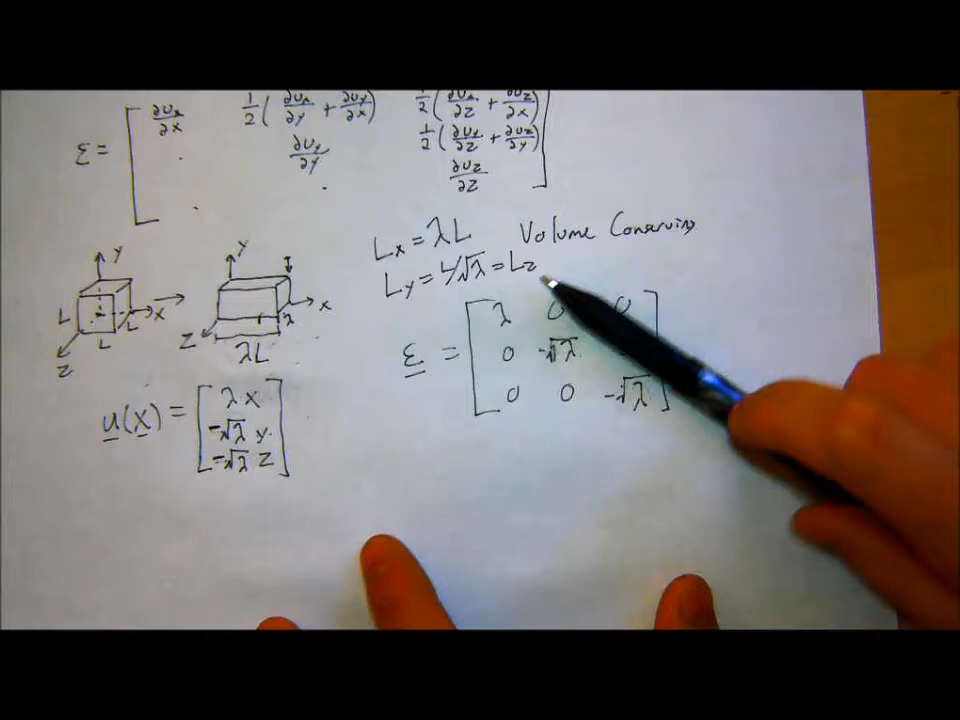 ε = [ ∂u_x/∂x 1/2(∂u_x/∂y + ∂u_y/∂x) 1/2(∂u_x/∂z + ∂u_z/∂x)
. ∂u_y/∂y 1/2(∂u_y/∂z + ∂u_z/∂y)
. . ∂u_z/∂z ]
L_x = λL Volume Conserving
L_y = L/√λ = L_z
Y X Z L L L
Y X Z λL λ
ε = [ λ 0 0
0 -√λ
0 0 -√λ ]
u(x) = [ λ x
-√λ y
-√λ z ]